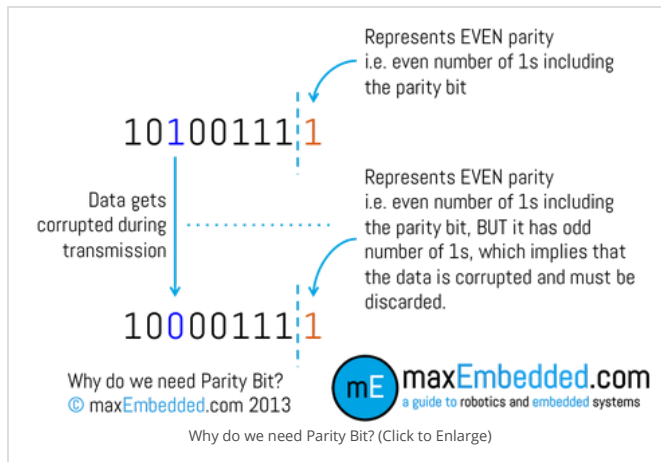 Represents EVEN parity
i.e. even number of 1s including
the parity bit
10100111 1
Data gets
corrupted during
transmission
Represents EVEN parity
i.e. even number of 1s including
the parity bit, BUT it has odd
number of 1s, which implies that
the data is corrupted and must be
discarded.
10000111 1
Why do we need Parity Bit?
© maxEmbedded.com 2013
mE
maxEmbedded.com
a guide to robotics and embedded systems
Why do we need Parity Bit? (Click to Enlarge)